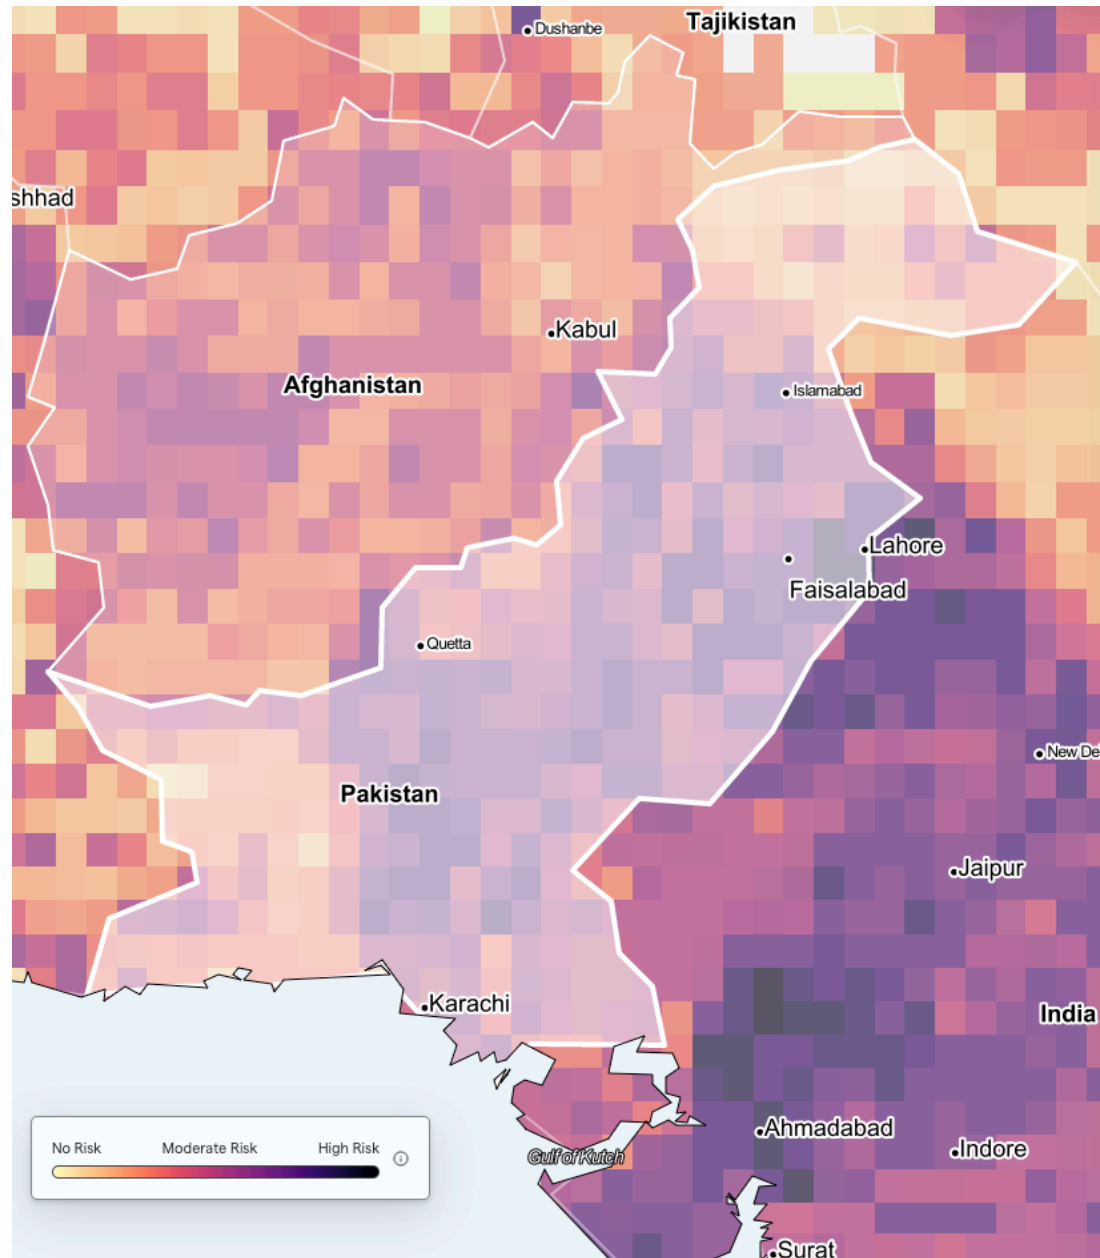 Tajikistan
Dushanbe
shhad
Kabul
Afghanistan
Islamabad
Lahore
Faisalabad
Quetta
New De
Pakistan
Jaipur
Karachi
India
Ahmadabad
Indore
Gulf of Kutch
Surat
No Risk Moderate Risk High Risk